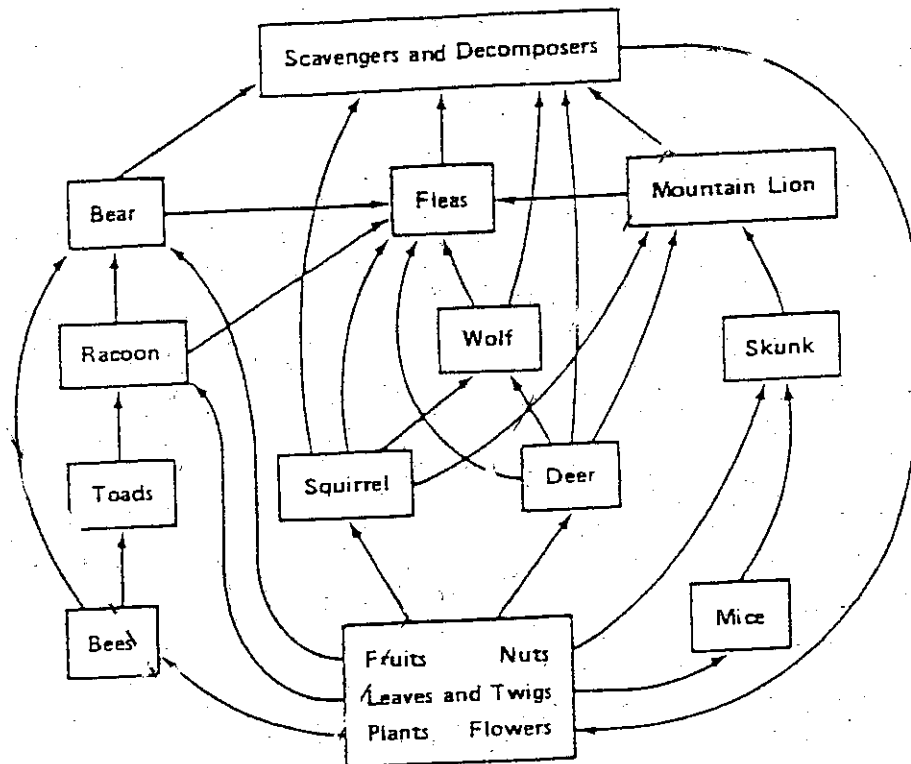 Scavengers and Decomposers
Bear
Fleas
Mountain Lion
Racoon
Wolf
Skunk
Toads
Squirrel
Deer
Bees
Mice
Fruits Nuts
Leaves and Twigs
Plants Flowers